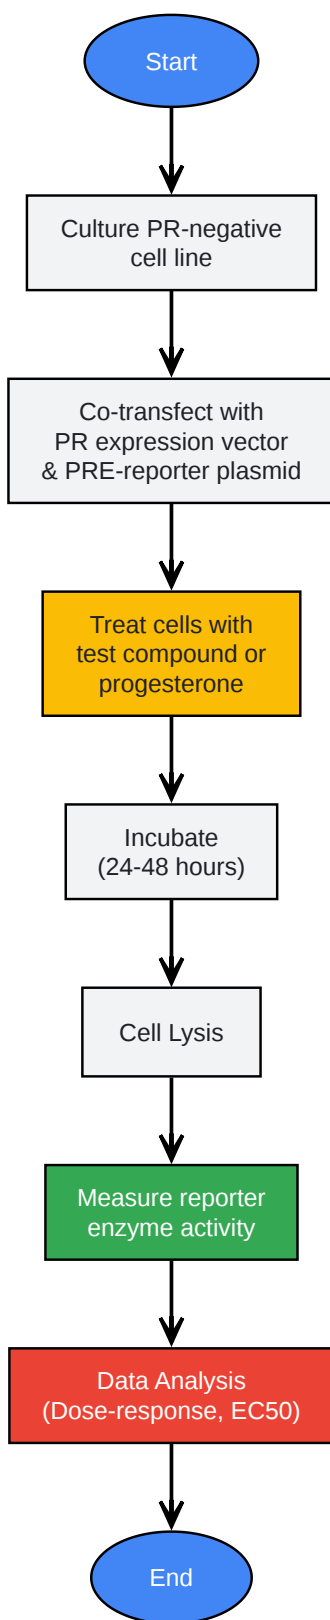 Start
Culture PR-negative
cell line
Co-transfect with
PR expression vector
& PRE-reporter plasmid
Treat cells with
test compound or
progesterone
Incubate
(24-48 hours)
Cell Lysis
Measure reporter
enzyme activity
Data Analysis
(Dose-response, EC50)
End